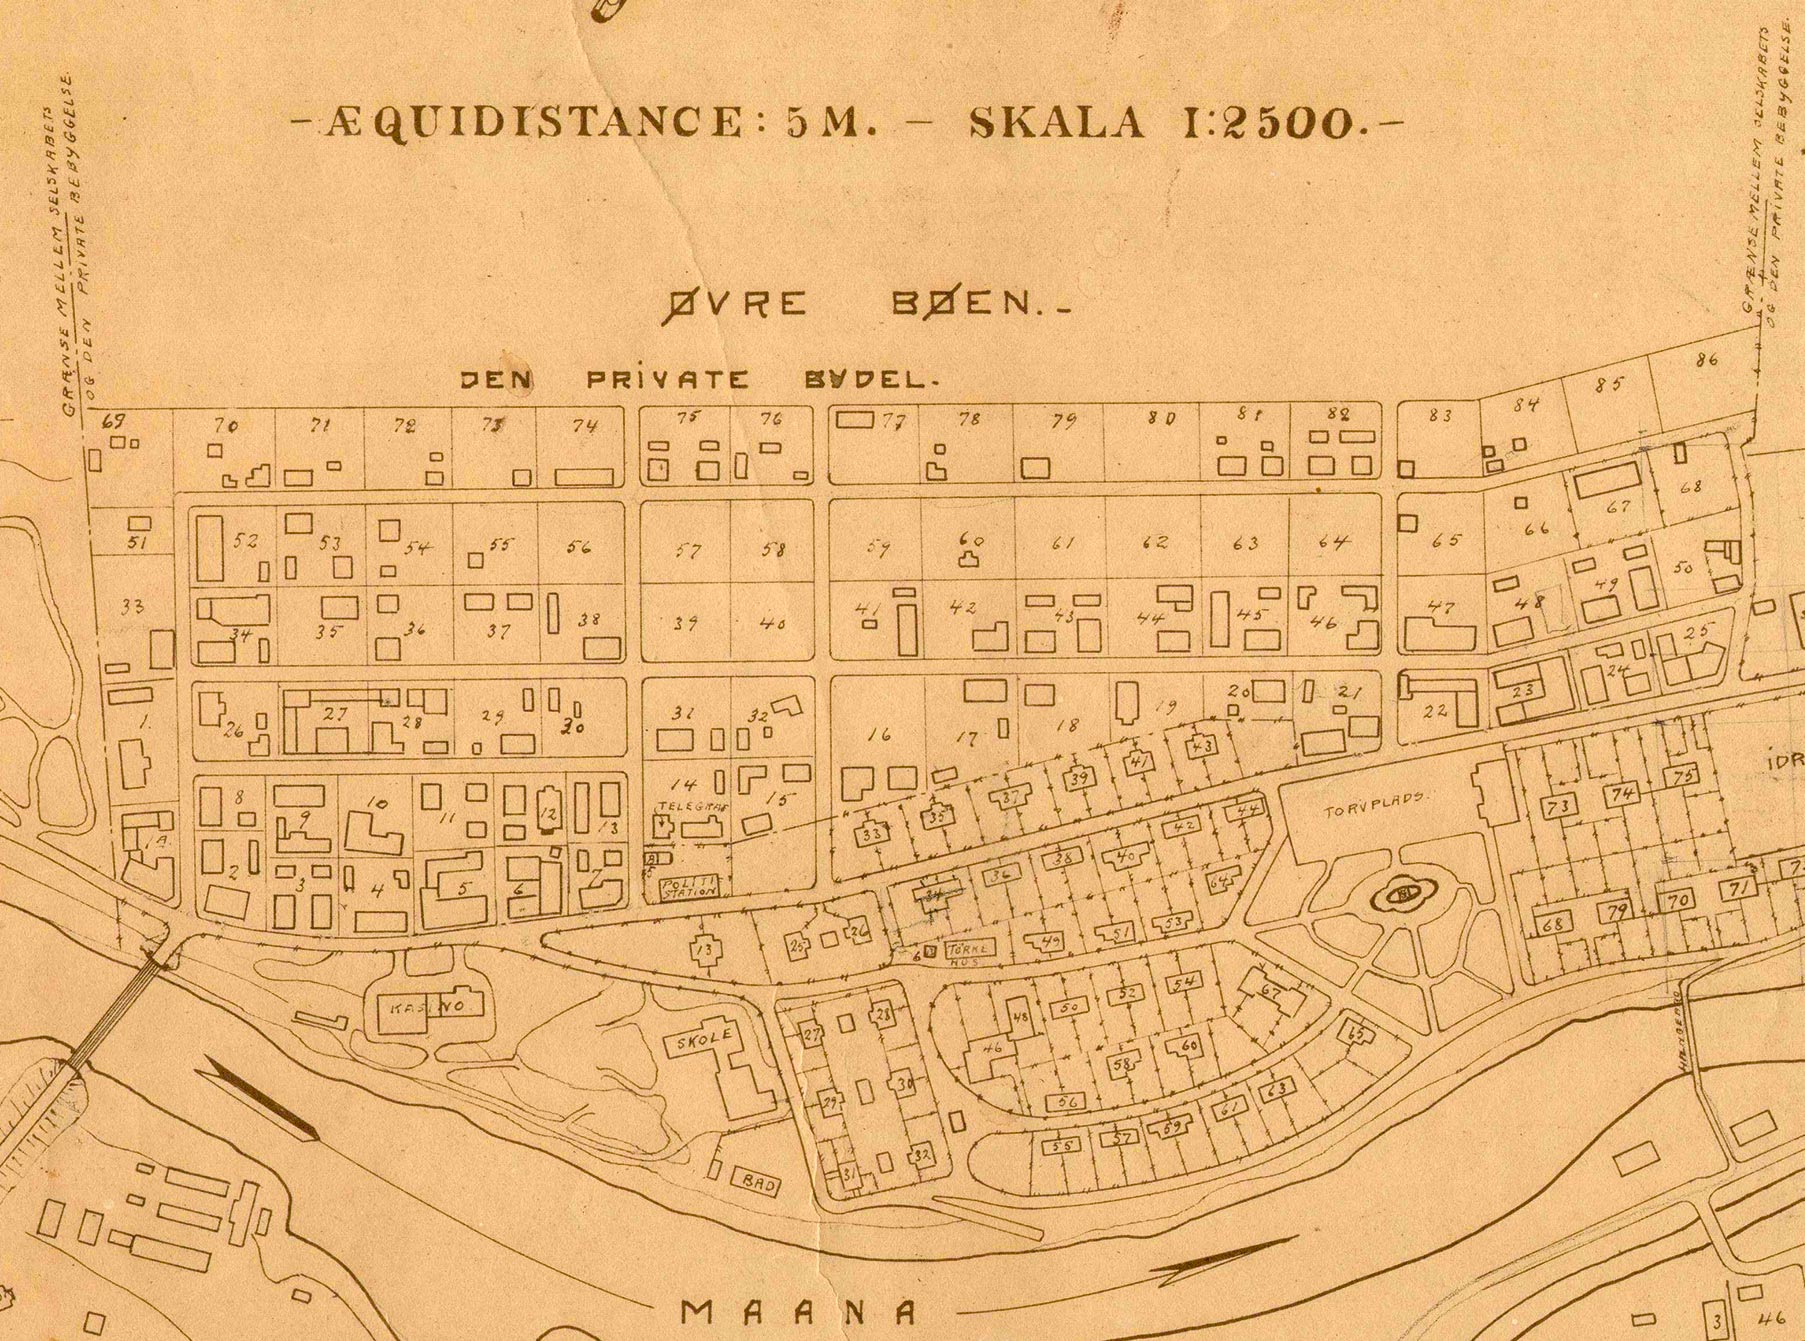 - ÆQUIDISTANCE: 5 M. - SKALA 1:2500.-
GRÆNSE MELLEM SELSKABETS
OG DEN PRIVATE BEBYGGELSE.
GRÆNSE MELLEM SELSKABETS
OG DEN PRIVATE BEBYGGELSE.
ØVRE BØEN.-
DEN PRIVATE BYDEL.
69 70 71 72 73 74 75 76 77 78 79 80 81 82 83 84 85 86
51 52 53 54 55 56 57 58 59 60 61 62 63 64 65 66 67 68
33 34 35 36 37 38 39 40 41 42 43 44 45 46 47 48 49 50
1. 26 27 28 29 30 31 32 16 17 18 19 20 21 22 23 24 25
8 9 10 11 12 13 14 15
TELEGRAF
1A 2 3 4 5 6 7
POLITI
STATION
33 35 37 39 41 43
34 36 38 40 42 44
64
TORVPLADS.
IDR
73 74 75
68 79 70 71
13 25 26
6 TØRKE
HUS
49 51 53
KASINO
SKOLE
27 28
29 30
31 32
BAD
46 48 50 52 54 67
56 58 60 65
55 57 59 61 63
HÆNGEBRO
MAANA
3 46